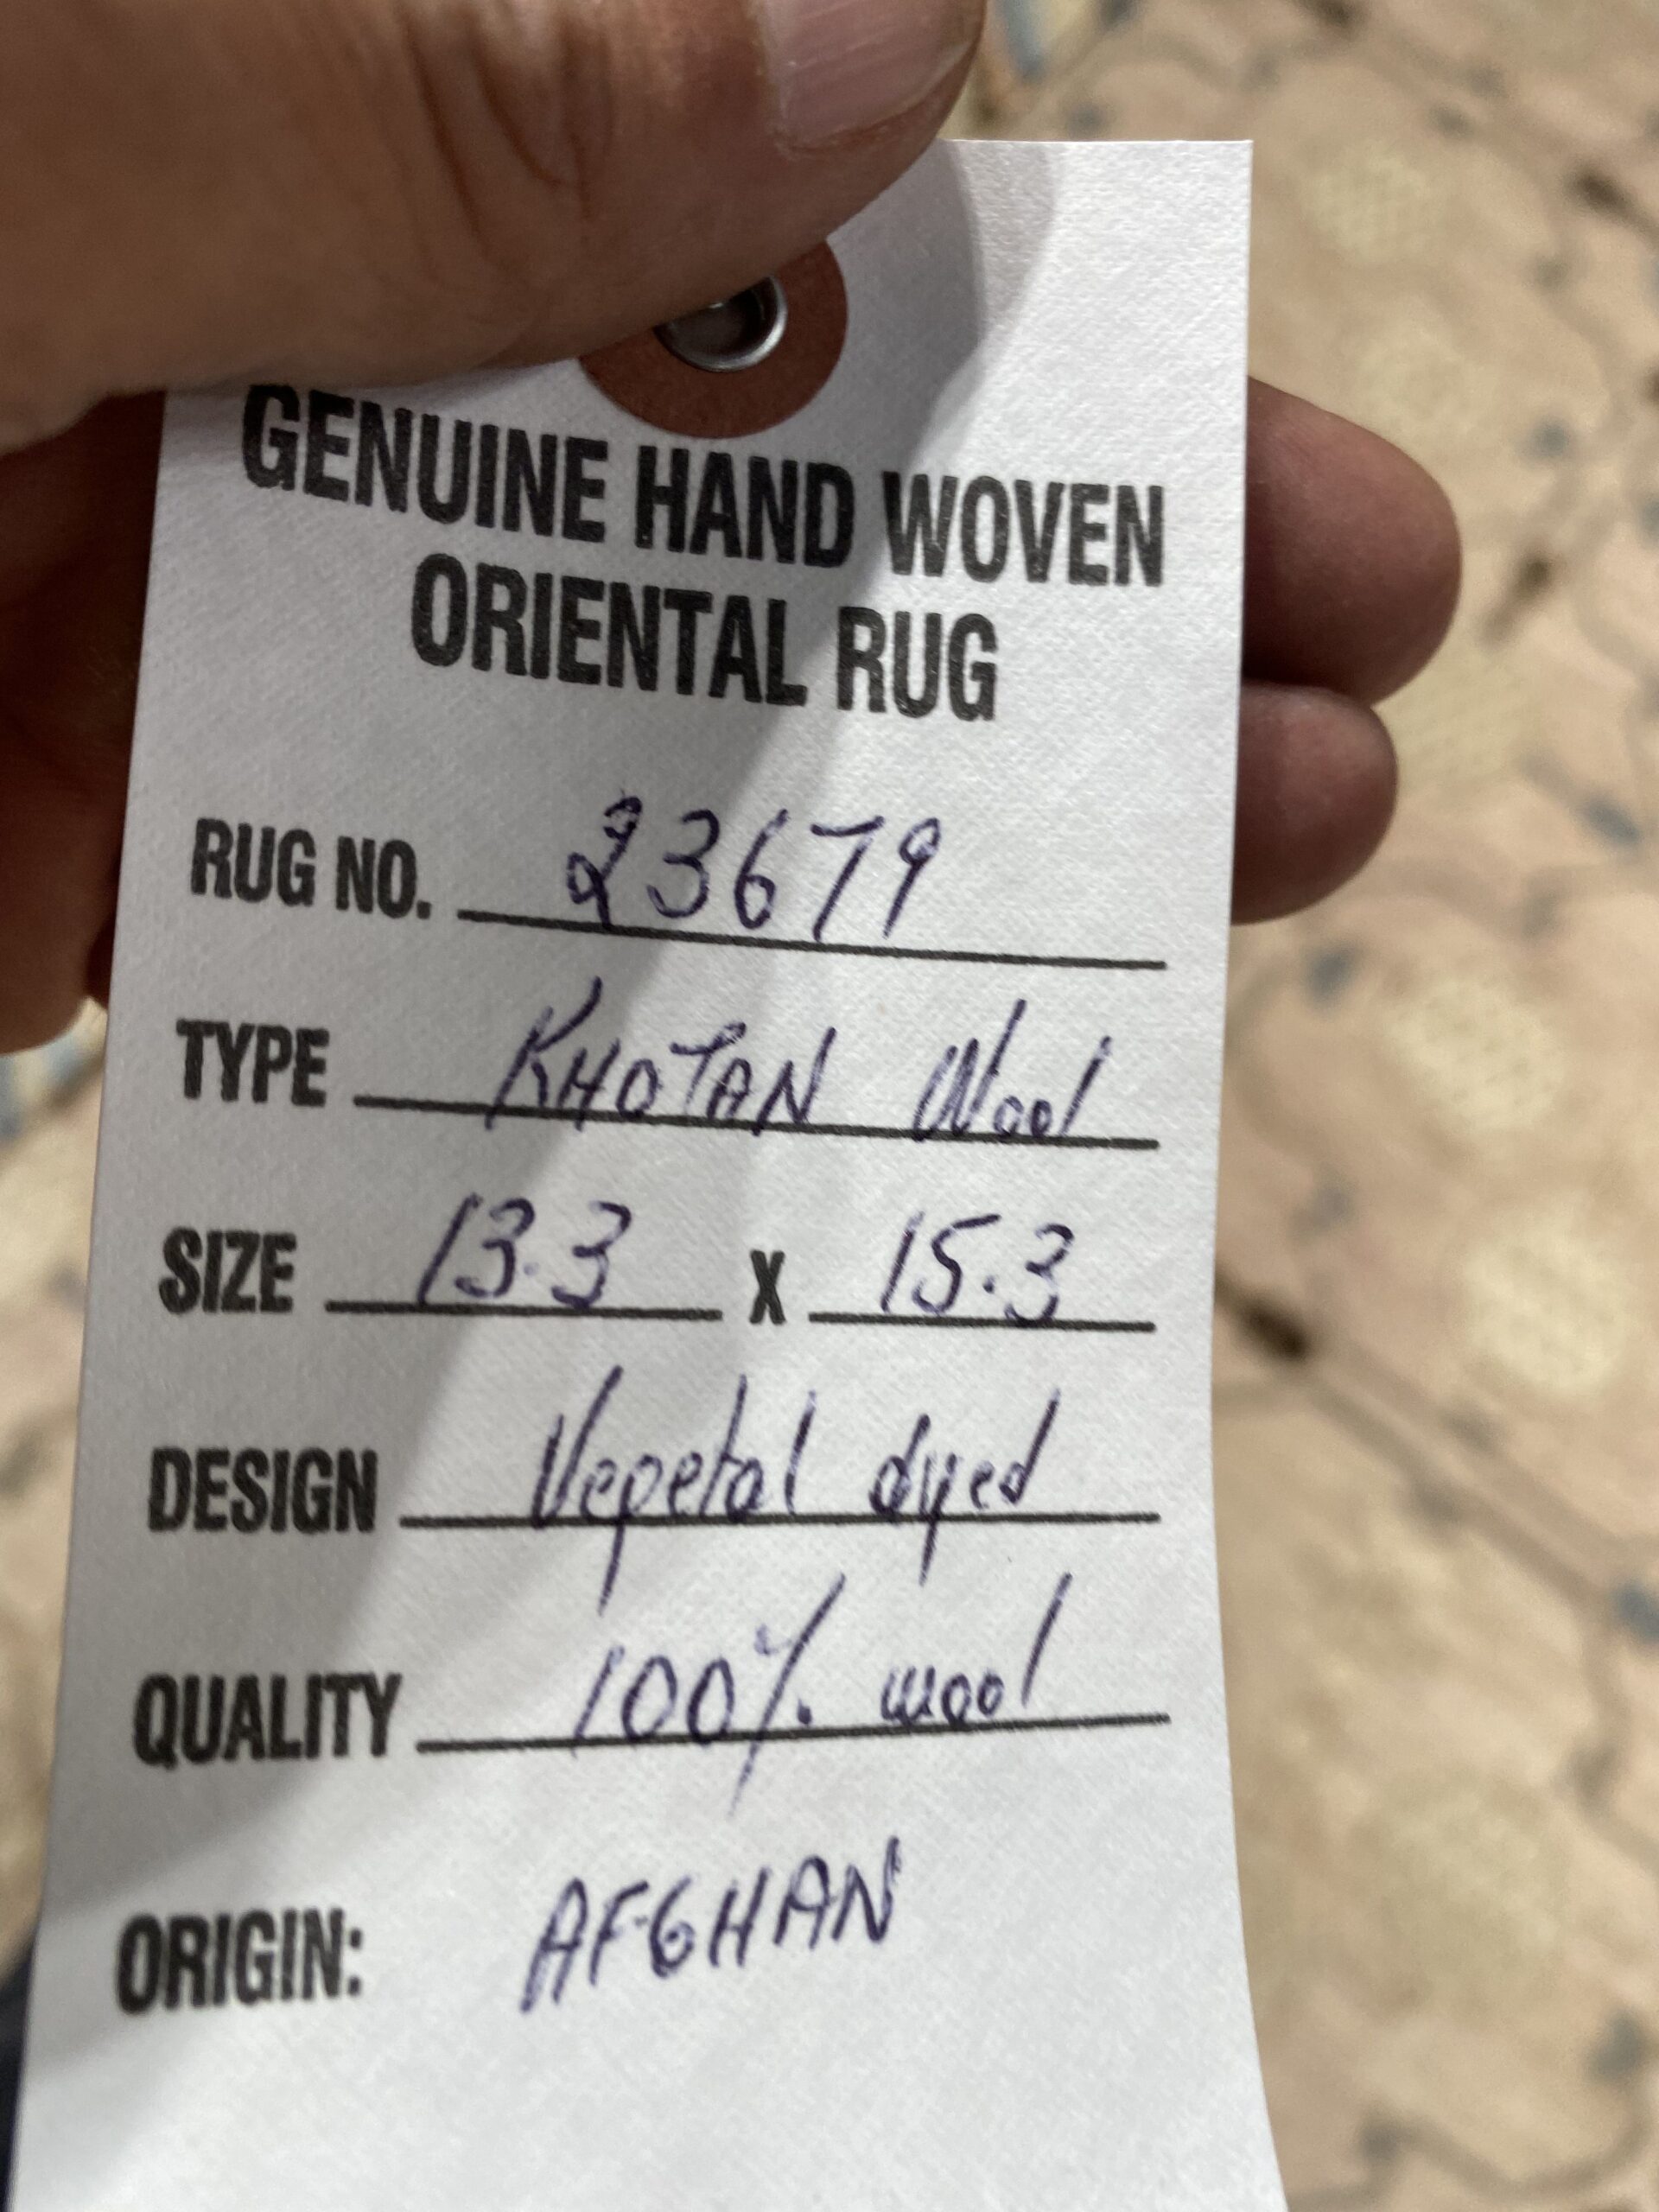 GENUINE HAND WOVEN
ORIENTAL RUG
RUG NO. 23679
TYPE KHOTAN Wool
SIZE 13.3 X 15.3
DESIGN Vegetal dyed
QUALITY 100% wool
ORIGIN: AFGHAN